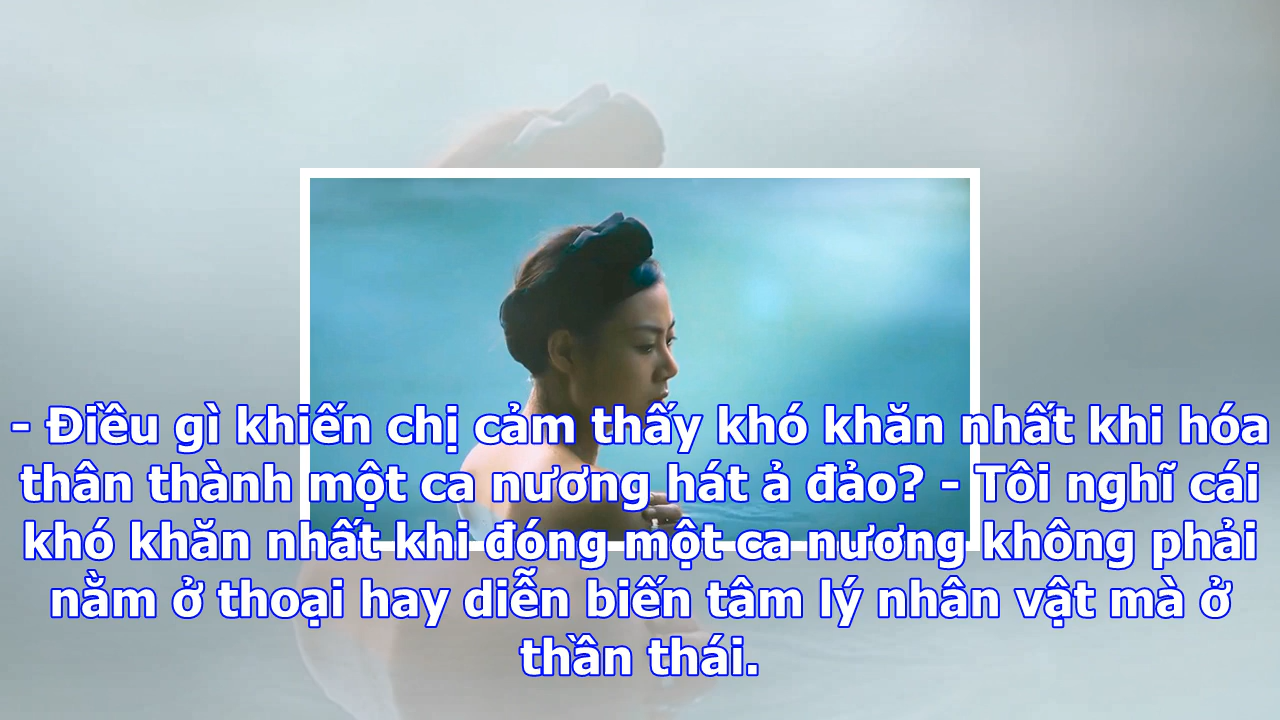 - Điều gì khiến chị cảm thấy khó khăn nhất khi hóa
thân thành một ca nương hát ả đảo? - Tôi nghĩ cái
khó khăn nhất khi đóng một ca nương không phải
nằm ở thoại hay diễn biến tâm lý nhân vật mà ở
thần thái.